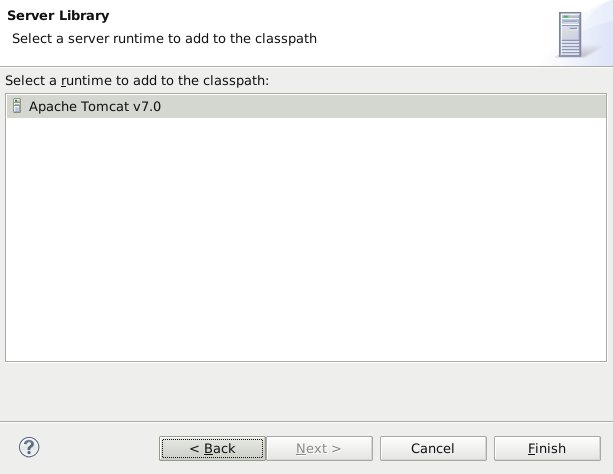 Server Library
Select a server runtime to add to the classpath
Select a runtime to add to the classpath:
Apache Tomcat v7.0
?
< Back
Next >
Cancel
Finish